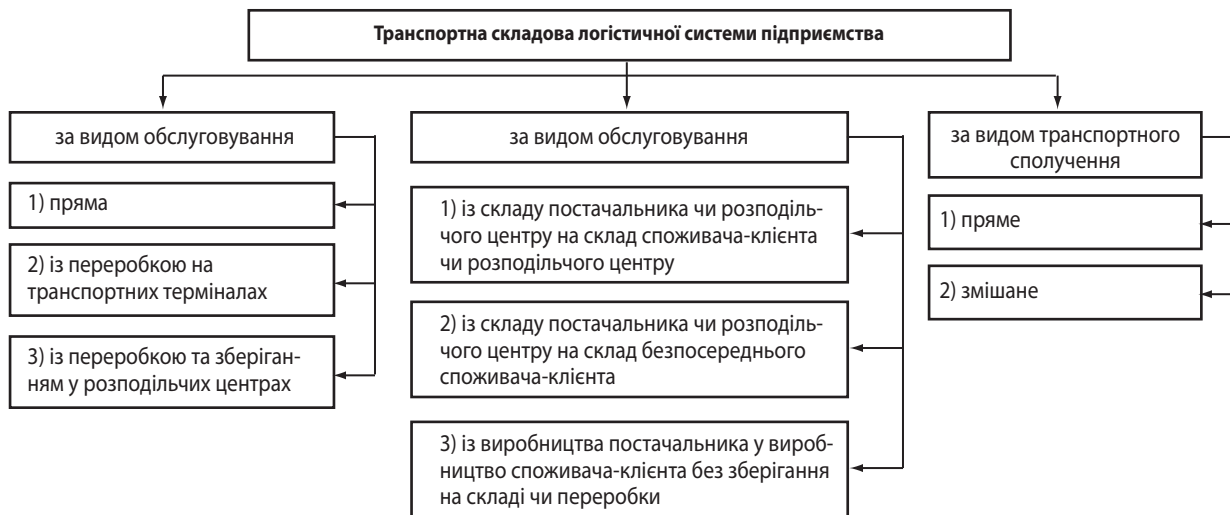 Транспортна складова логістичної системи підприємства
за видом обслуговування
1) пряма
2) із переробкою на
транспортних терміналах
3) із переробкою та зберіган-
ням у розподільчих центрах
за видом обслуговування
1) із складу постачальника чи розподіль-
чого центру на склад споживача-клієнта
чи розподільчого центру
2) із складу постачальника чи розподіль-
чого центру на склад безпосереднього
споживача-клієнта
3) із виробництва постачальника у вироб-
ництво споживача-клієнта без зберігання
на складі чи переробки
за видом транспортного
сполучення
1) пряме
2) змішане